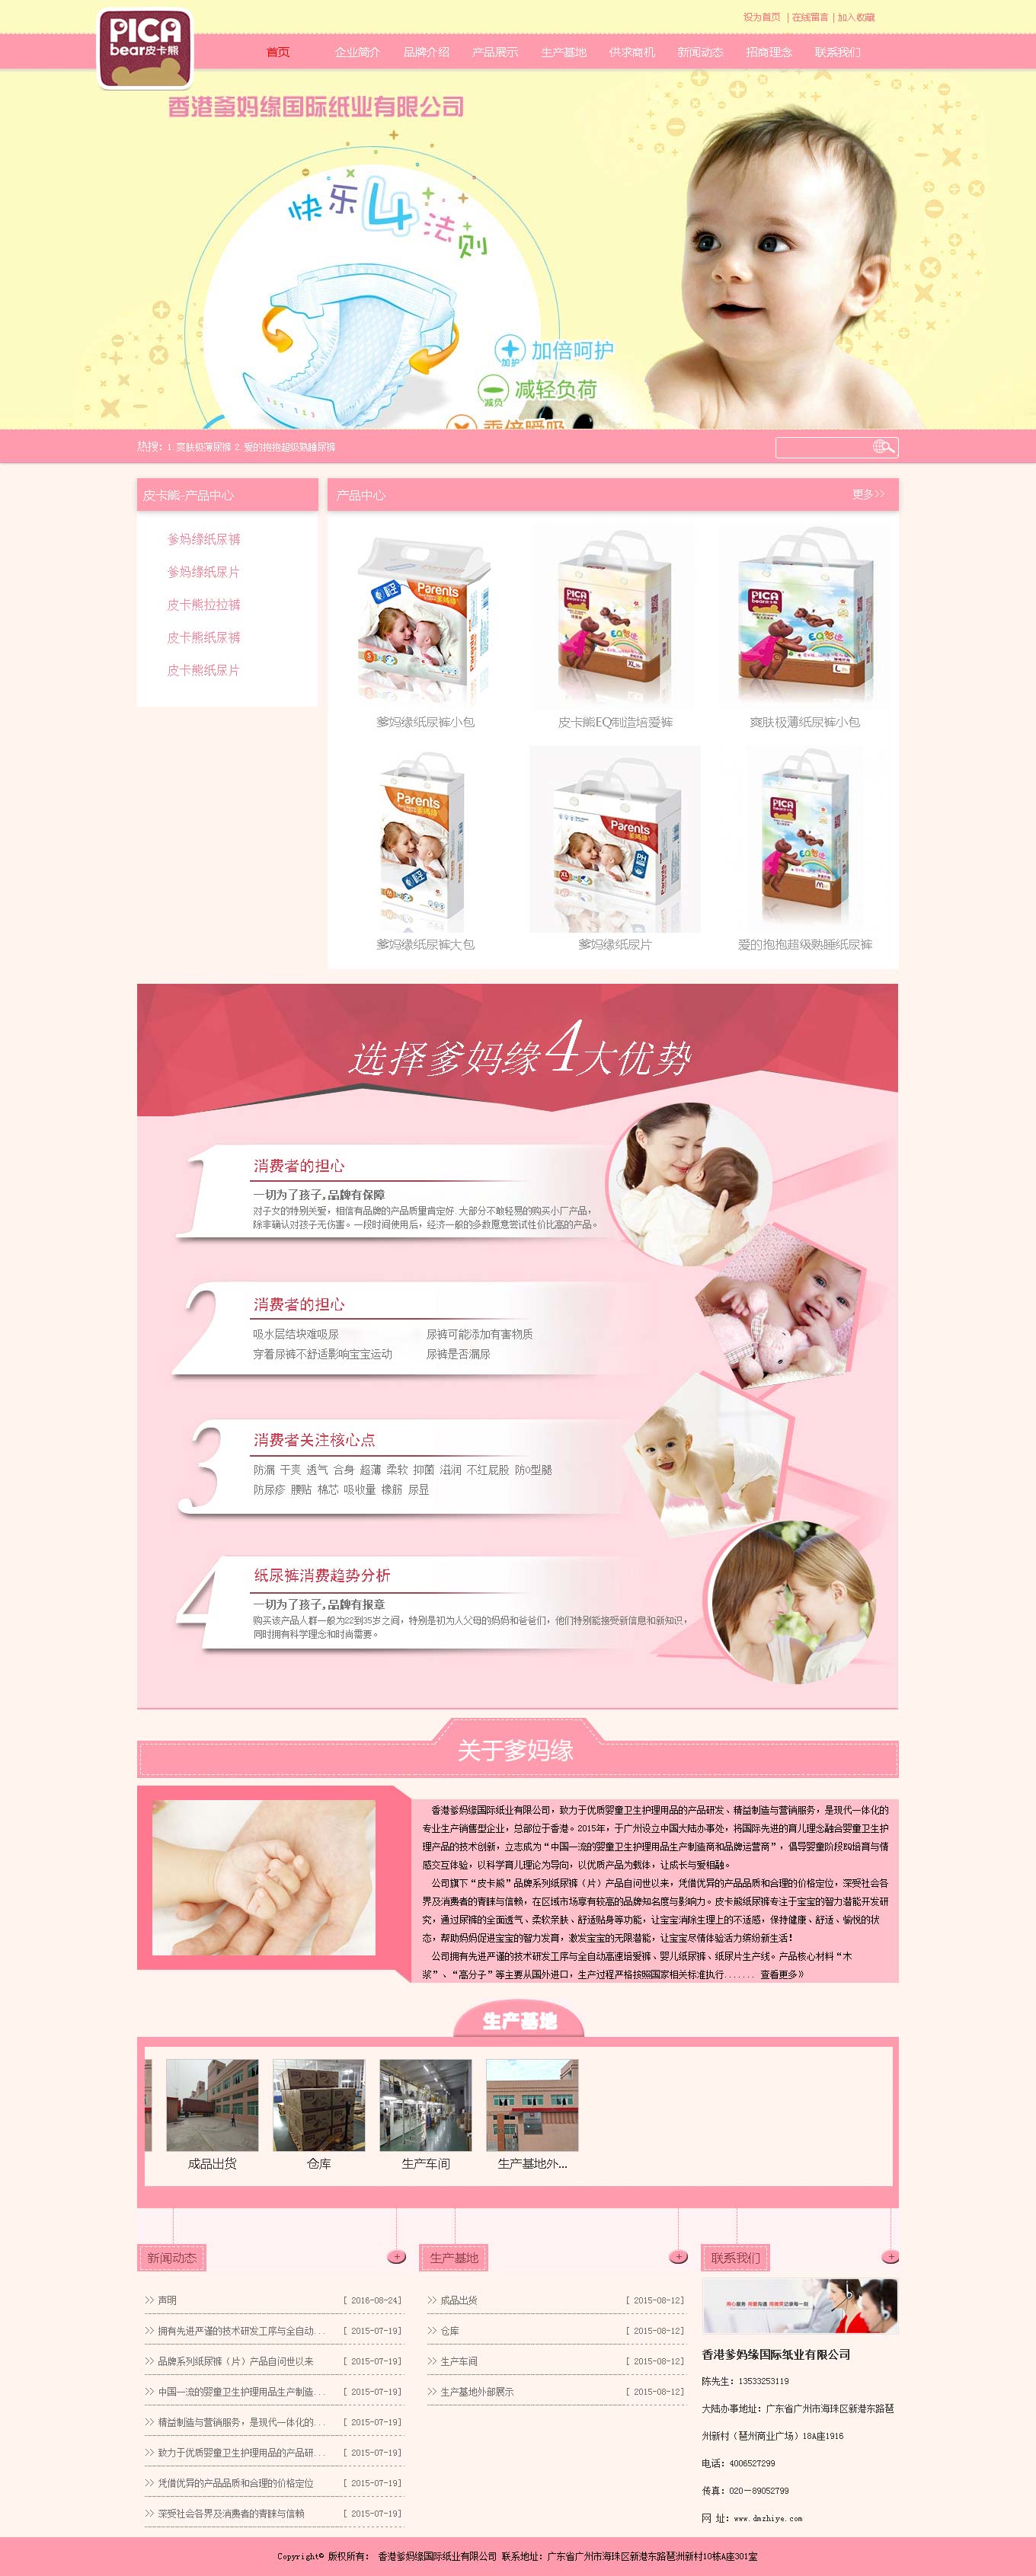 设为首页 | 在线留言 | 加入收藏
PICA
bear皮卡熊
首页 企业简介 品牌介绍 产品展示 生产基地 供求商机 新闻动态 招商理念 联系我们
香港爹妈缘国际纸业有限公司
快乐4法则
加护 加倍呵护
减负 减轻负荷
乘倍瞬吸
热搜: 1.爽肤极薄尿裤 2.爱的抱抱超级熟睡尿裤
皮卡熊-产品中心
爹妈缘纸尿裤
爹妈缘纸尿片
皮卡熊拉拉裤
皮卡熊纸尿裤
皮卡熊纸尿片
产品中心 更多>>
爹妈缘纸尿裤小包 皮卡熊EQ制造培爱裤 爽肤极薄纸尿裤小包
爹妈缘纸尿裤大包 爹妈缘纸尿片 爱的抱抱超级熟睡纸尿裤
选择爹妈缘4大优势
1
消费者的担心
一切为了孩子,品牌有保障
对子女的特别关爱，相信有品牌的产品质量肯定好.大部分不敢轻易的购买小厂产品，
除非确认对孩子无伤害。一段时间使用后，经济一般的多数愿意尝试性价比高的产品。
2
消费者的担心
吸水层结块难吸尿 尿裤可能添加有害物质
穿着尿裤不舒适影响宝宝运动 尿裤是否漏尿
3
消费者关注核心点
防漏 干爽 透气 合身 超薄 柔软 抑菌 滋润 不红屁股 防O型腿
防尿疹 腰贴 棉芯 吸收量 橡筋 尿显
4
纸尿裤消费趋势分析
一切为了孩子,品牌有报章
购买该产品人群一般为22到35岁之间，特别是初为人父母的妈妈和爸爸们，他们特别能接受新信息和新知识，
同时拥有科学理念和时尚需要。
关于爹妈缘
香港爹妈缘国际纸业有限公司，致力于优质婴童卫生护理用品的产品研发、精益制造与营销服务，是现代一体化的
专业生产销售型企业，总部位于香港。2015年，于广州设立中国大陆办事处，将国际先进的育儿理念融合婴童卫生护
理产品的技术创新，立志成为“中国一流的婴童卫生护理用品生产制造商和品牌运营商”，倡导婴童阶段EQ培育与情
感交互体验，以科学育儿理论为导向，以优质产品为载体，让成长与爱相融。
公司旗下“皮卡熊”品牌系列纸尿裤（片）产品自问世以来，凭借优异的产品品质和合理的价格定位，深受社会各
界及消费者的青睐与信赖，在区域市场享有较高的品牌知名度与影响力。皮卡熊纸尿裤专注于宝宝的智力潜能开发研
究，通过尿裤的全面透气、柔软亲肤、舒适贴身等功能，让宝宝消除生理上的不适感，保持健康、舒适、愉悦的状
态，帮助妈妈促进宝宝的智力发育，激发宝宝的无限潜能，让宝宝尽情体验活力缤纷新生活！
公司拥有先进严谨的技术研发工序与全自动高速培爱裤、婴儿纸尿裤、纸尿片生产线。产品核心材料“木
浆”、“高分子”等主要从国外进口，生产过程严格按照国家相关标准执行....... 查看更多》
生产基地
成品出货 仓库 生产车间 生产基地外...
新闻动态 +
>> 声明 [ 2016-08-24]
>> 拥有先进严谨的技术研发工序与全自动... [ 2015-07-19]
>> 品牌系列纸尿裤（片）产品自问世以来 [ 2015-07-19]
>> 中国一流的婴童卫生护理用品生产制造... [ 2015-07-19]
>> 精益制造与营销服务，是现代一体化的... [ 2015-07-19]
>> 致力于优质婴童卫生护理用品的产品研... [ 2015-07-19]
>> 凭借优异的产品品质和合理的价格定位 [ 2015-07-19]
>> 深受社会各界及消费者的青睐与信赖 [ 2015-07-19]
生产基地 +
>> 成品出货 [ 2015-08-12]
>> 仓库 [ 2015-08-12]
>> 生产车间 [ 2015-08-12]
>> 生产基地外部展示 [ 2015-08-12]
联系我们 +
香港爹妈缘国际纸业有限公司
陈先生：13533253119
大陆办事地址：广东省广州市海珠区新港东路琶
州新村（琶州商业广场）18A座1916
电话：4006527299
传真：020－89052799
网 址：www.dmzhiye.com
Copyright© 版权所有： 香港爹妈缘国际纸业有限公司 联系地址：广东省广州市海珠区新港东路琶洲新村10栋A座301室